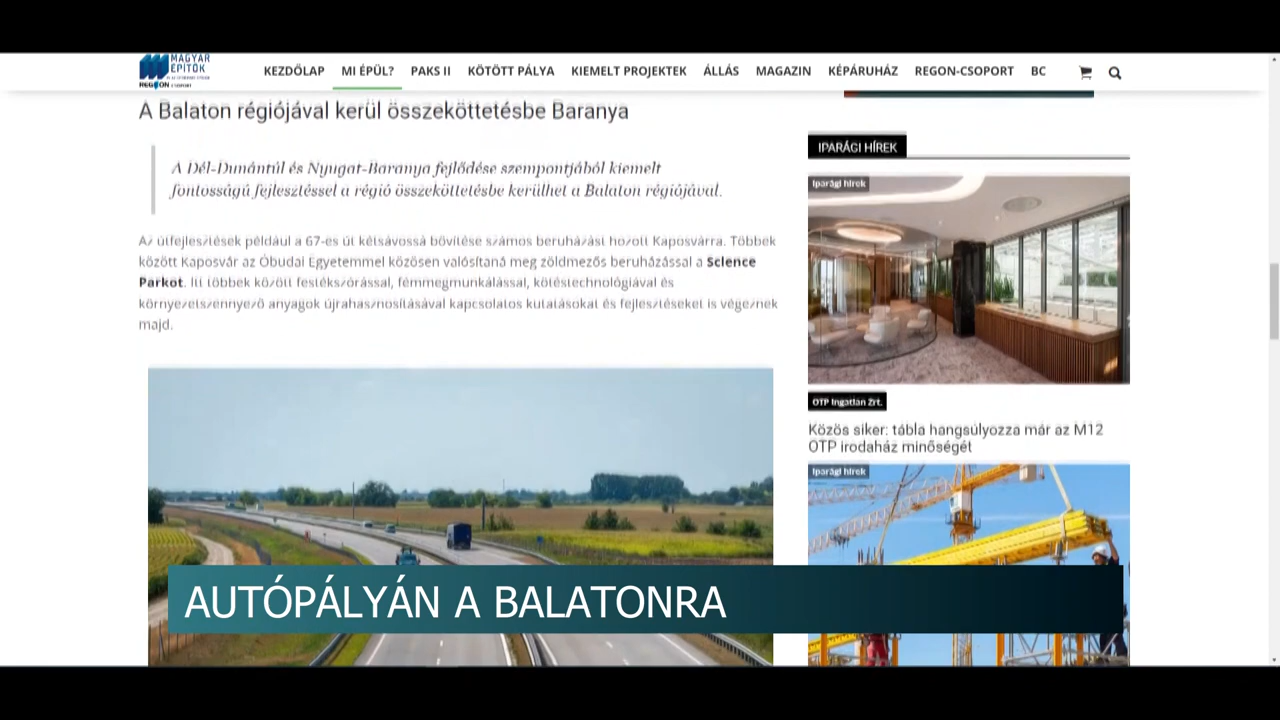 MAGYAR
ÉPÍTŐK
REGION CSOPORT
KEZDŐLAP MI ÉPÜL? PAKS II KÖTÖTT PÁLYA KIEMELT PROJEKTEK ÁLLÁS MAGAZIN KÉPÁRUHÁZ REGON-CSOPORT BC
A Balaton régiójával kerül összeköttetésbe Baranya
A Dél-Dunántúl és Nyugat-Baranya fejlődése szempontjából kiemelt
fontosságú fejlesztéssel a régió összeköttetésbe kerülhet a Balaton régiójával.
Az útfejlesztések például a 67-es út kétsávossá bővítése számos beruházást hozott Kaposvárra. Többek
között Kaposvár az Óbudai Egyetemmel közösen valósítaná meg zöldmezős beruházással a Science
Parkot. Itt többek között festékszórással, fémmegmunkálással, kötéstechnológiával és
környezetszennyező anyagok újrahasznosításával kapcsolatos kutatásokat és fejlesztéseket is végeznek
majd.
IPARÁGI HÍREK
Iparági hírek
OTP Ingatlan Zrt.
Közös siker: tábla hangsúlyozza már az M12
OTP irodaház minőségét
Iparági hírek
AUTÓPÁLYÁN A BALATONRA